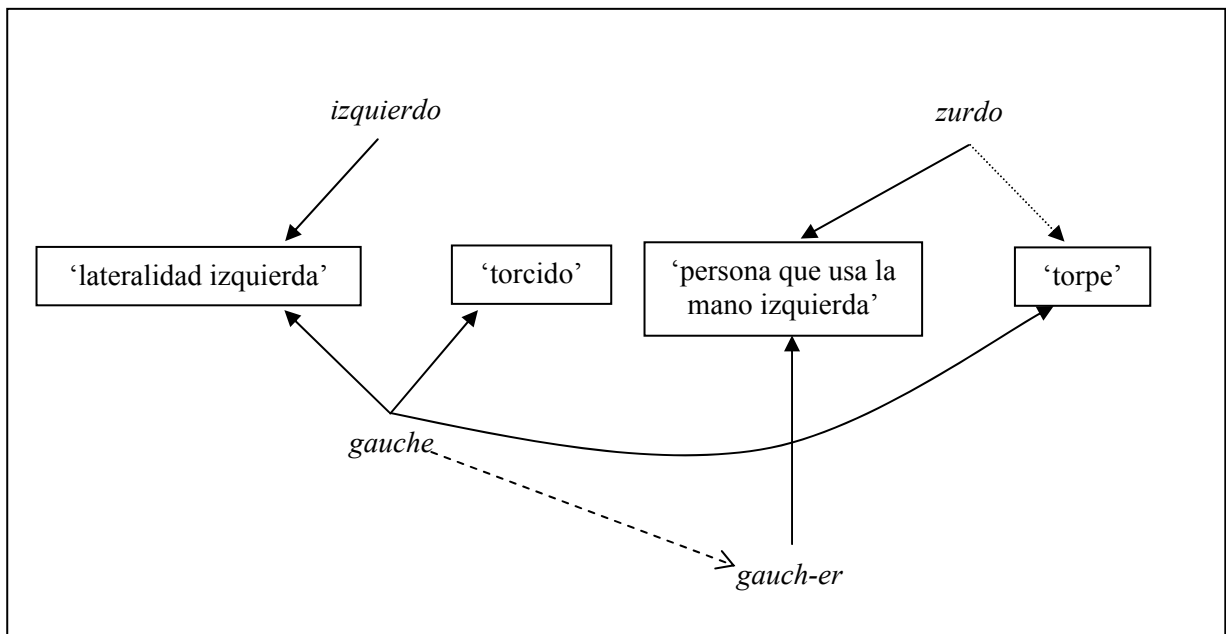 izquierdo
zurdo
‘lateralidad izquierda’
‘torcido’
‘persona que usa la
mano izquierda’
‘torpe’
gauche
gauch-er